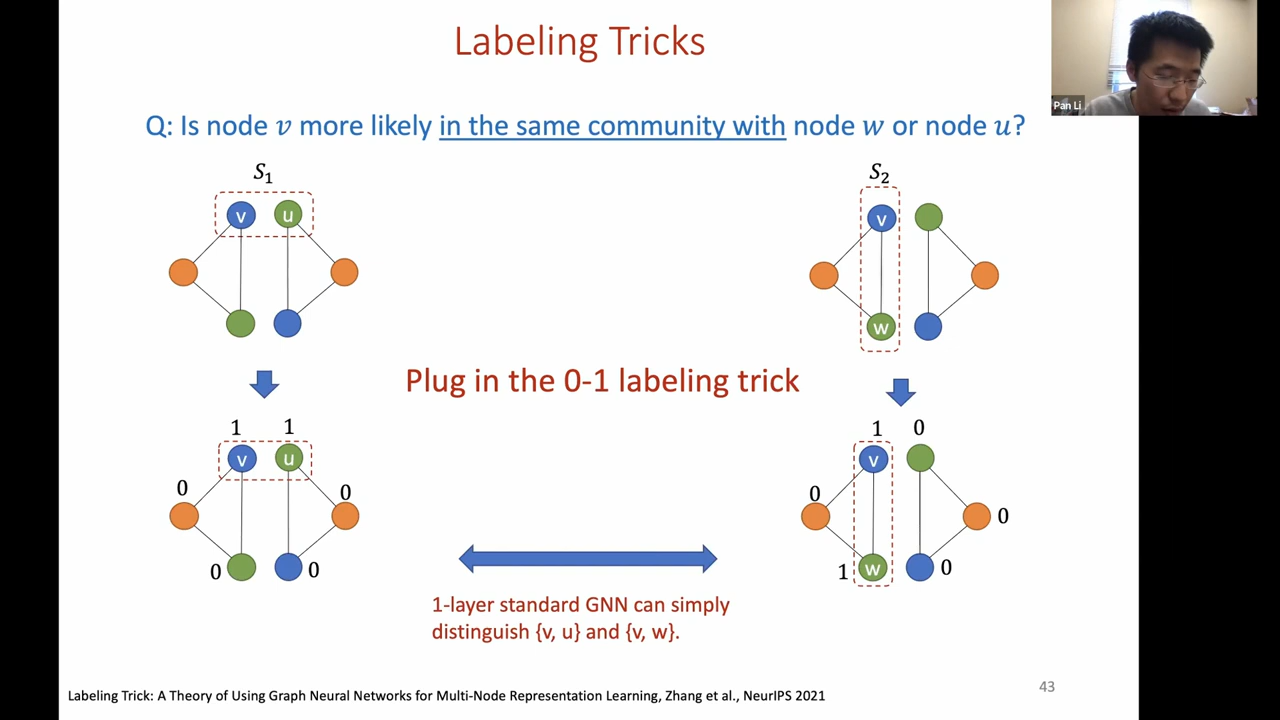 Labeling Tricks
Pan Li
Q: Is node v more likely in the same community with node w or node u?
S1
S2
v u
v
w
Plug in the 0-1 labeling trick
1 1
1 0
v u
v
0 0
0 0
0 0
1 w 0
1-layer standard GNN can simply
distinguish {v, u} and {v, w}.
43
Labeling Trick: A Theory of Using Graph Neural Networks for Multi-Node Representation Learning, Zhang et al., NeurIPS 2021